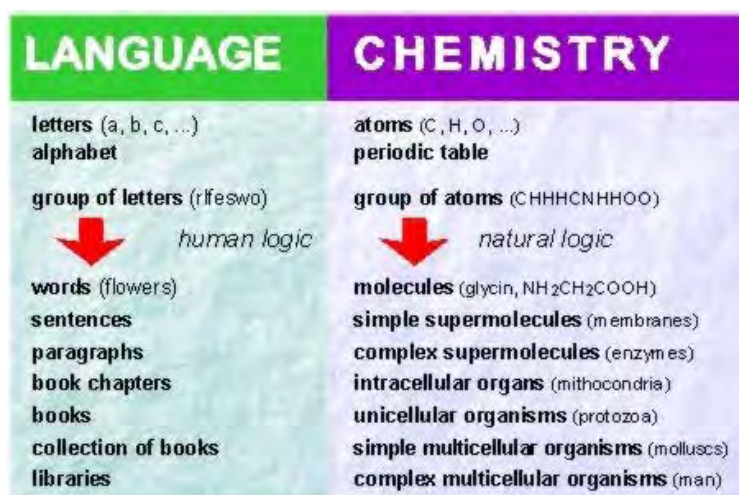 LANGUAGE CHEMISTRY
letters (a, b, c, ...) atoms (C, H, O, ...)
alphabet periodic table
group of letters (rlfeswo) group of atoms (CHHHCNHHOO)
human logic natural logic
words (flowers) molecules (glycin, NH₂CH₂COOH)
sentences simple supermolecules (membranes)
paragraphs complex supermolecules (enzymes)
book chapters intracellular organs (mithocondria)
books unicellular organisms (protozoa)
collection of books simple multicellular organisms (molluscs)
libraries complex multicellular organisms (man)